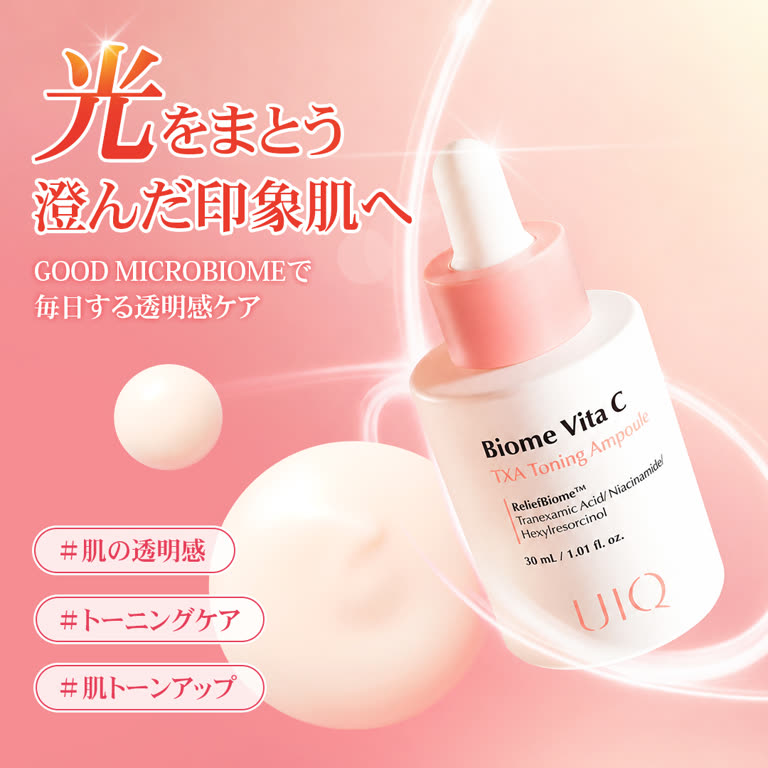 光をまとう
澄んだ印象肌へ
GOOD MICROBIOMEで
毎日する透明感ケア
#肌の透明感
#トーニングケア
#肌トーンアップ
Biome Vita C
TXA Toning Ampoule
ReliefBiome™
Tranexamic Acid/ Niacinamide/
Hexylresorcinol
30 mL / 1.01 fl. oz.
UIQ